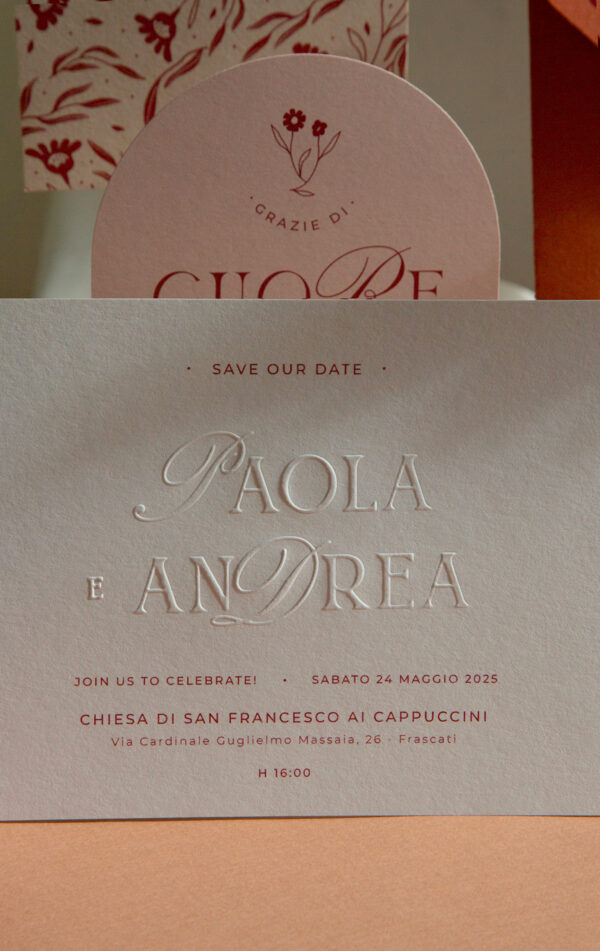 · GRAZIE DI ·
CUORE
· SAVE OUR DATE ·
PAOLA
E ANDREA
JOIN US TO CELEBRATE! · SABATO 24 MAGGIO 2025
CHIESA DI SAN FRANCESCO AI CAPPUCCINI
Via Cardinale Guglielmo Massaia, 26 - Frascati
H 16:00